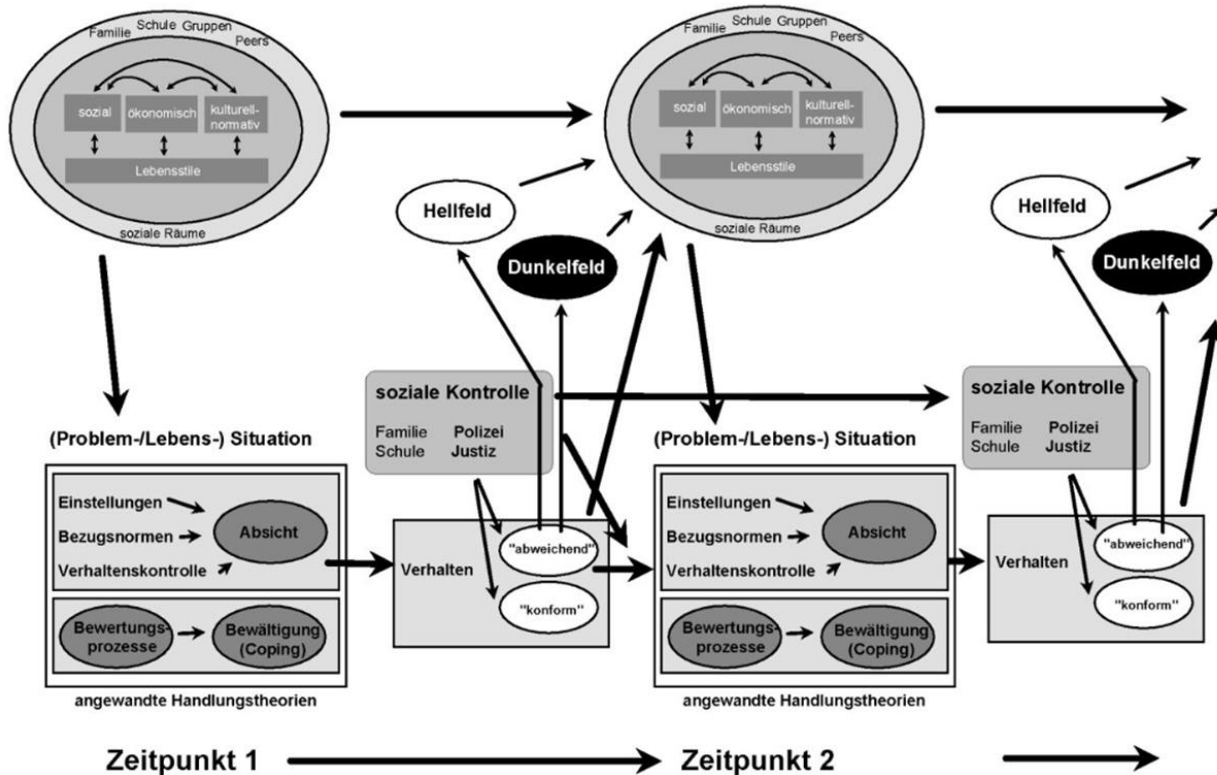 Familie Schule Gruppen Peers
sozial
ökonomisch
kulturell-
normativ
Lebensstile
soziale Räume
Familie Schule Gruppen Peers
sozial
ökonomisch
kulturell-
normativ
Lebensstile
soziale Räume
Hellfeld
Dunkelfeld
Hellfeld
Dunkelfeld
soziale Kontrolle
Familie Polizei
Schule Justiz
soziale Kontrolle
Familie Polizei
Schule Justiz
(Problem-/Lebens-) Situation
Einstellungen
Bezugsnormen
Verhaltenskontrolle
Absicht
Bewertungs-
prozesse
Bewältigung
(Coping)
angewandte Handlungstheorien
Verhalten
"abweichend"
"konform"
(Problem-/Lebens-) Situation
Einstellungen
Bezugsnormen
Verhaltenskontrolle
Absicht
Bewertungs-
prozesse
Bewältigung
(Coping)
angewandte Handlungstheorien
Verhalten
"abweichend"
"konform"
Zeitpunkt 1
Zeitpunkt 2